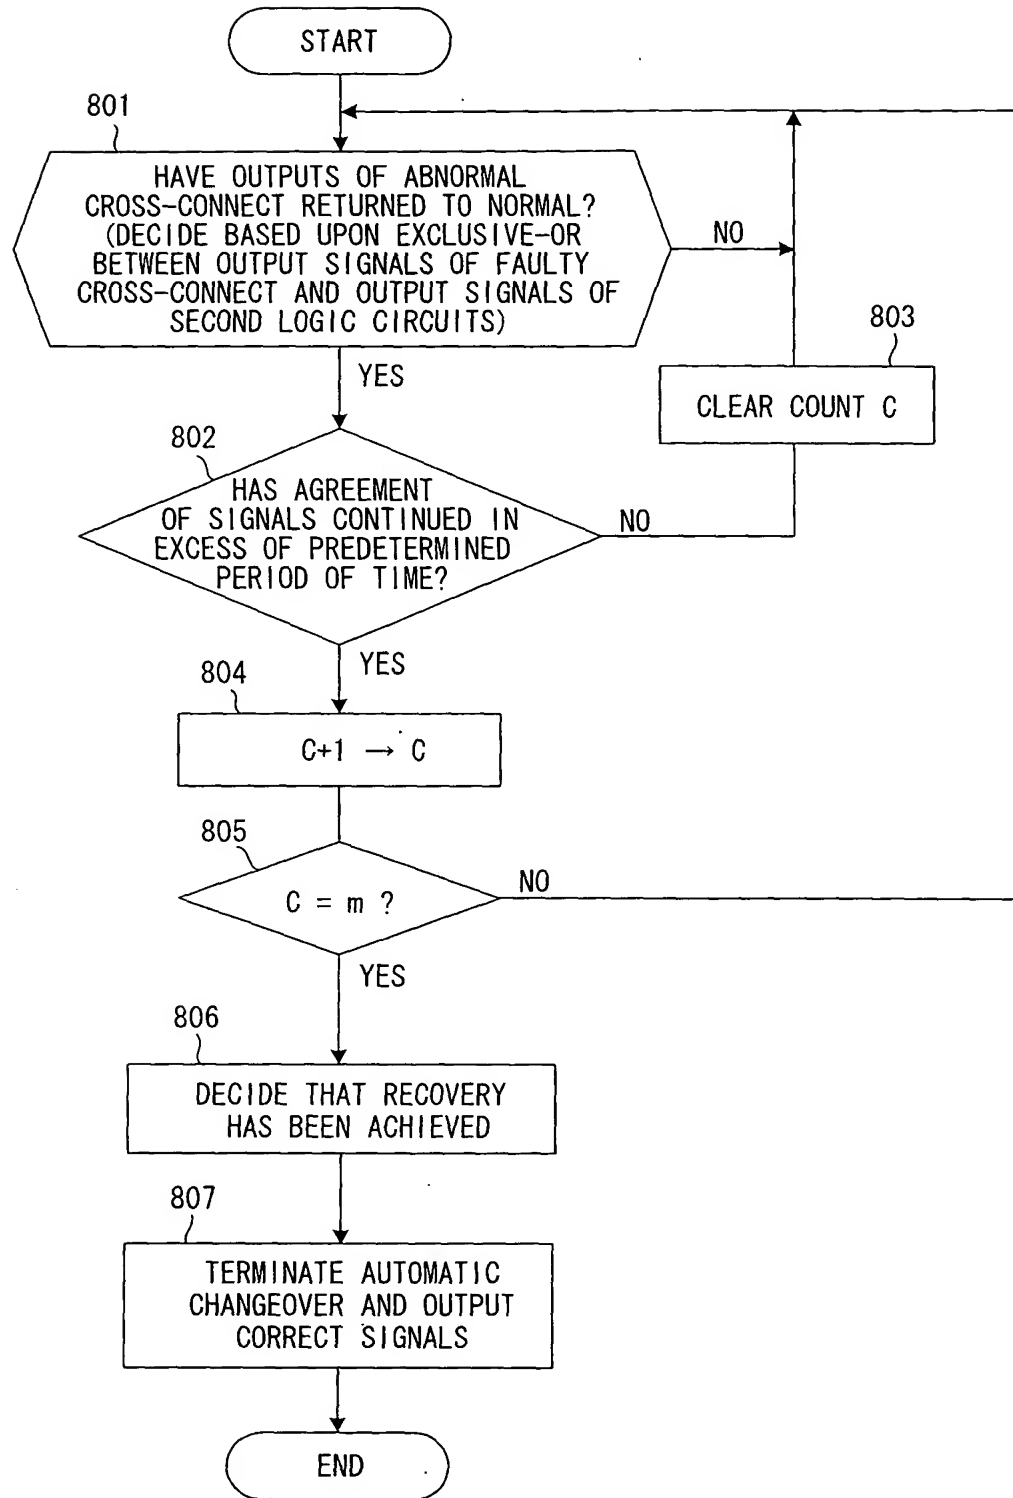 START
801
HAVE OUTPUTS OF ABNORMAL
CROSS-CONNECT RETURNED TO NORMAL?
(DECIDE BASED UPON EXCLUSIVE-OR
BETWEEN OUTPUT SIGNALS OF FAULTY
CROSS-CONNECT AND OUTPUT SIGNALS OF
SECOND LOGIC CIRCUITS)
NO
YES
803
CLEAR COUNT C
802
HAS AGREEMENT
OF SIGNALS CONTINUED IN
EXCESS OF PREDETERMINED
PERIOD OF TIME?
NO
YES
804
C+1 → C
805
C = m ?
NO
YES
806
DECIDE THAT RECOVERY
HAS BEEN ACHIEVED
807
TERMINATE AUTOMATIC
CHANGEOVER AND OUTPUT
CORRECT SIGNALS
END